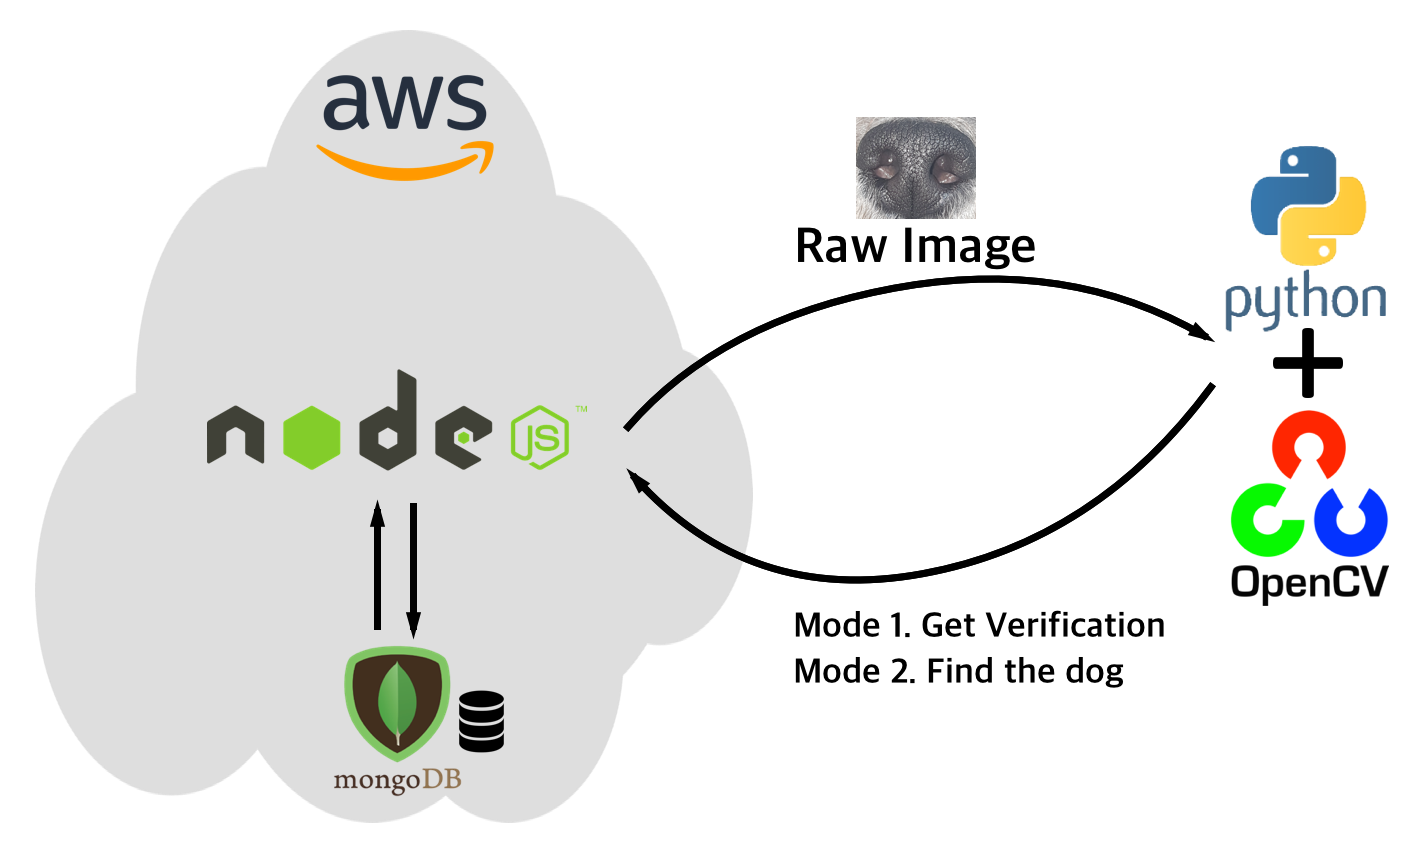 aws
Raw Image
python
node
JS
TM
OpenCV
Mode 1. Get Verification
Mode 2. Find the dog
mongoDB